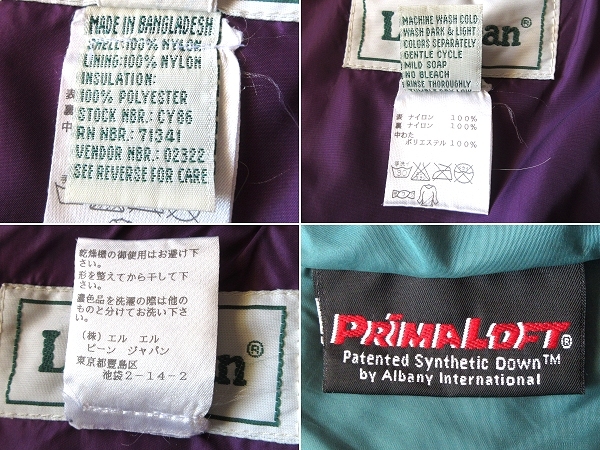 MADE IN BANGLADESH
SHELL:100% NYLON
LINING:100% NYLON
INSULATION:
100% POLYESTER
STOCK NBR.: CY66
RN NBR.: 71341
VENDOR NBR.: 02322
SEE REVERSE FOR CARE
表
裏
中
MACHINE WASH COLD
WASH DARK & LIGHT
COLORS SEPARATELY
GENTLE CYCLE
MILD SOAP
NO BLEACH
RINSE THOROUGHLY
L an®
表 ナイロン 100%
裏 ナイロン 100%
中わた
ポリエステル 100%
乾燥機の御使用はお避け下
さい。
形を整えてから干して下
さい。
濃色品を洗濯の際は他の
ものと分けてお洗い下さ
い。
(株) エル エル
ビーン ジャパン
東京都豊島区
池袋2-14-2
L an®
PRIMALOFT®
Patented Synthetic Down™
by Albany International